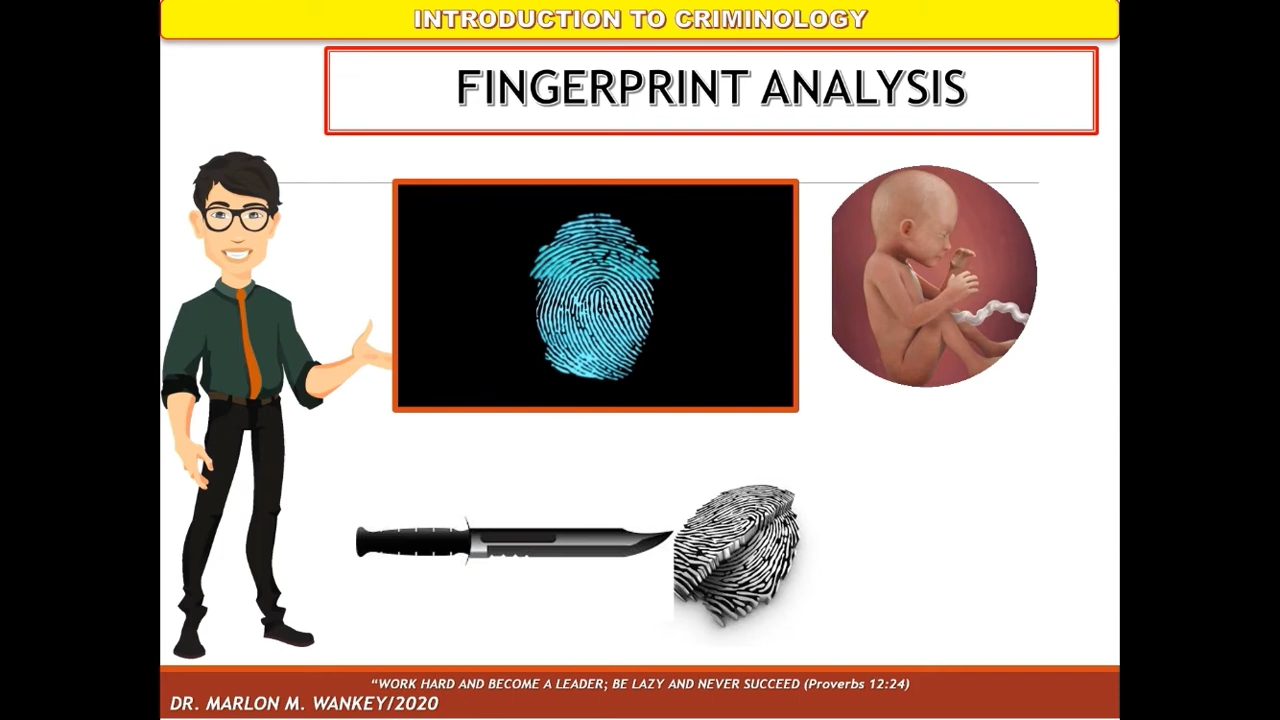 INTRODUCTION TO CRIMINOLOGY
FINGERPRINT ANALYSIS
“WORK HARD AND BECOME A LEADER; BE LAZY AND NEVER SUCCEED (Proverbs 12:24)
DR. MARLON M. WANKEY/2020